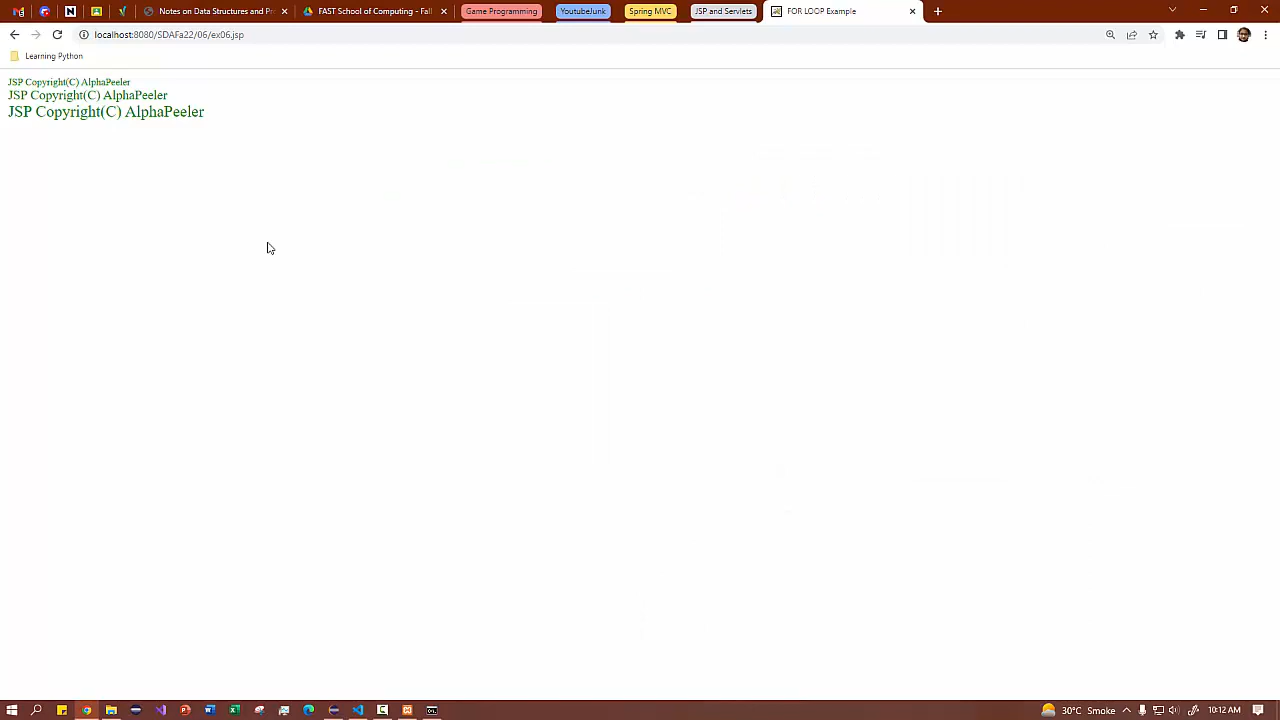 Notes on Data Structures and Pr
FAST School of Computing - Fall
Game Programming
YoutubeJunk
Spring MVC
JSP and Servlets
FOR LOOP Example
localhost:8080/SDAFa22/06/ex06.jsp
Learning Python
JSP Copyright(C) AlphaPeeler
JSP Copyright(C) AlphaPeeler
JSP Copyright(C) AlphaPeeler
30°C Smoke
10:12 AM